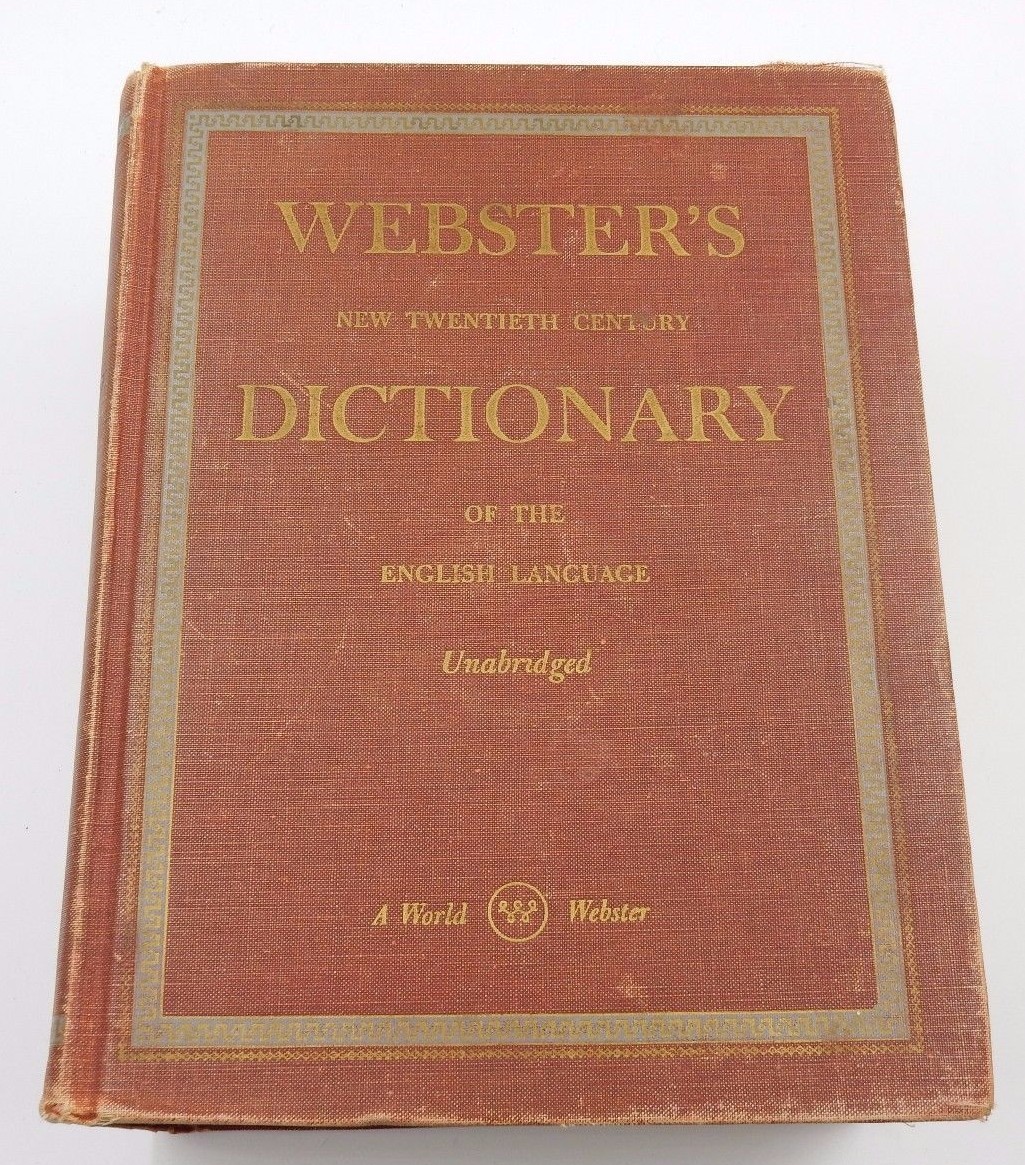 WEBSTER'S
NEW TWENTIETH CENTURY
DICTIONARY
OF THE
ENGLISH LANGUAGE
Unabridged
A World Webster